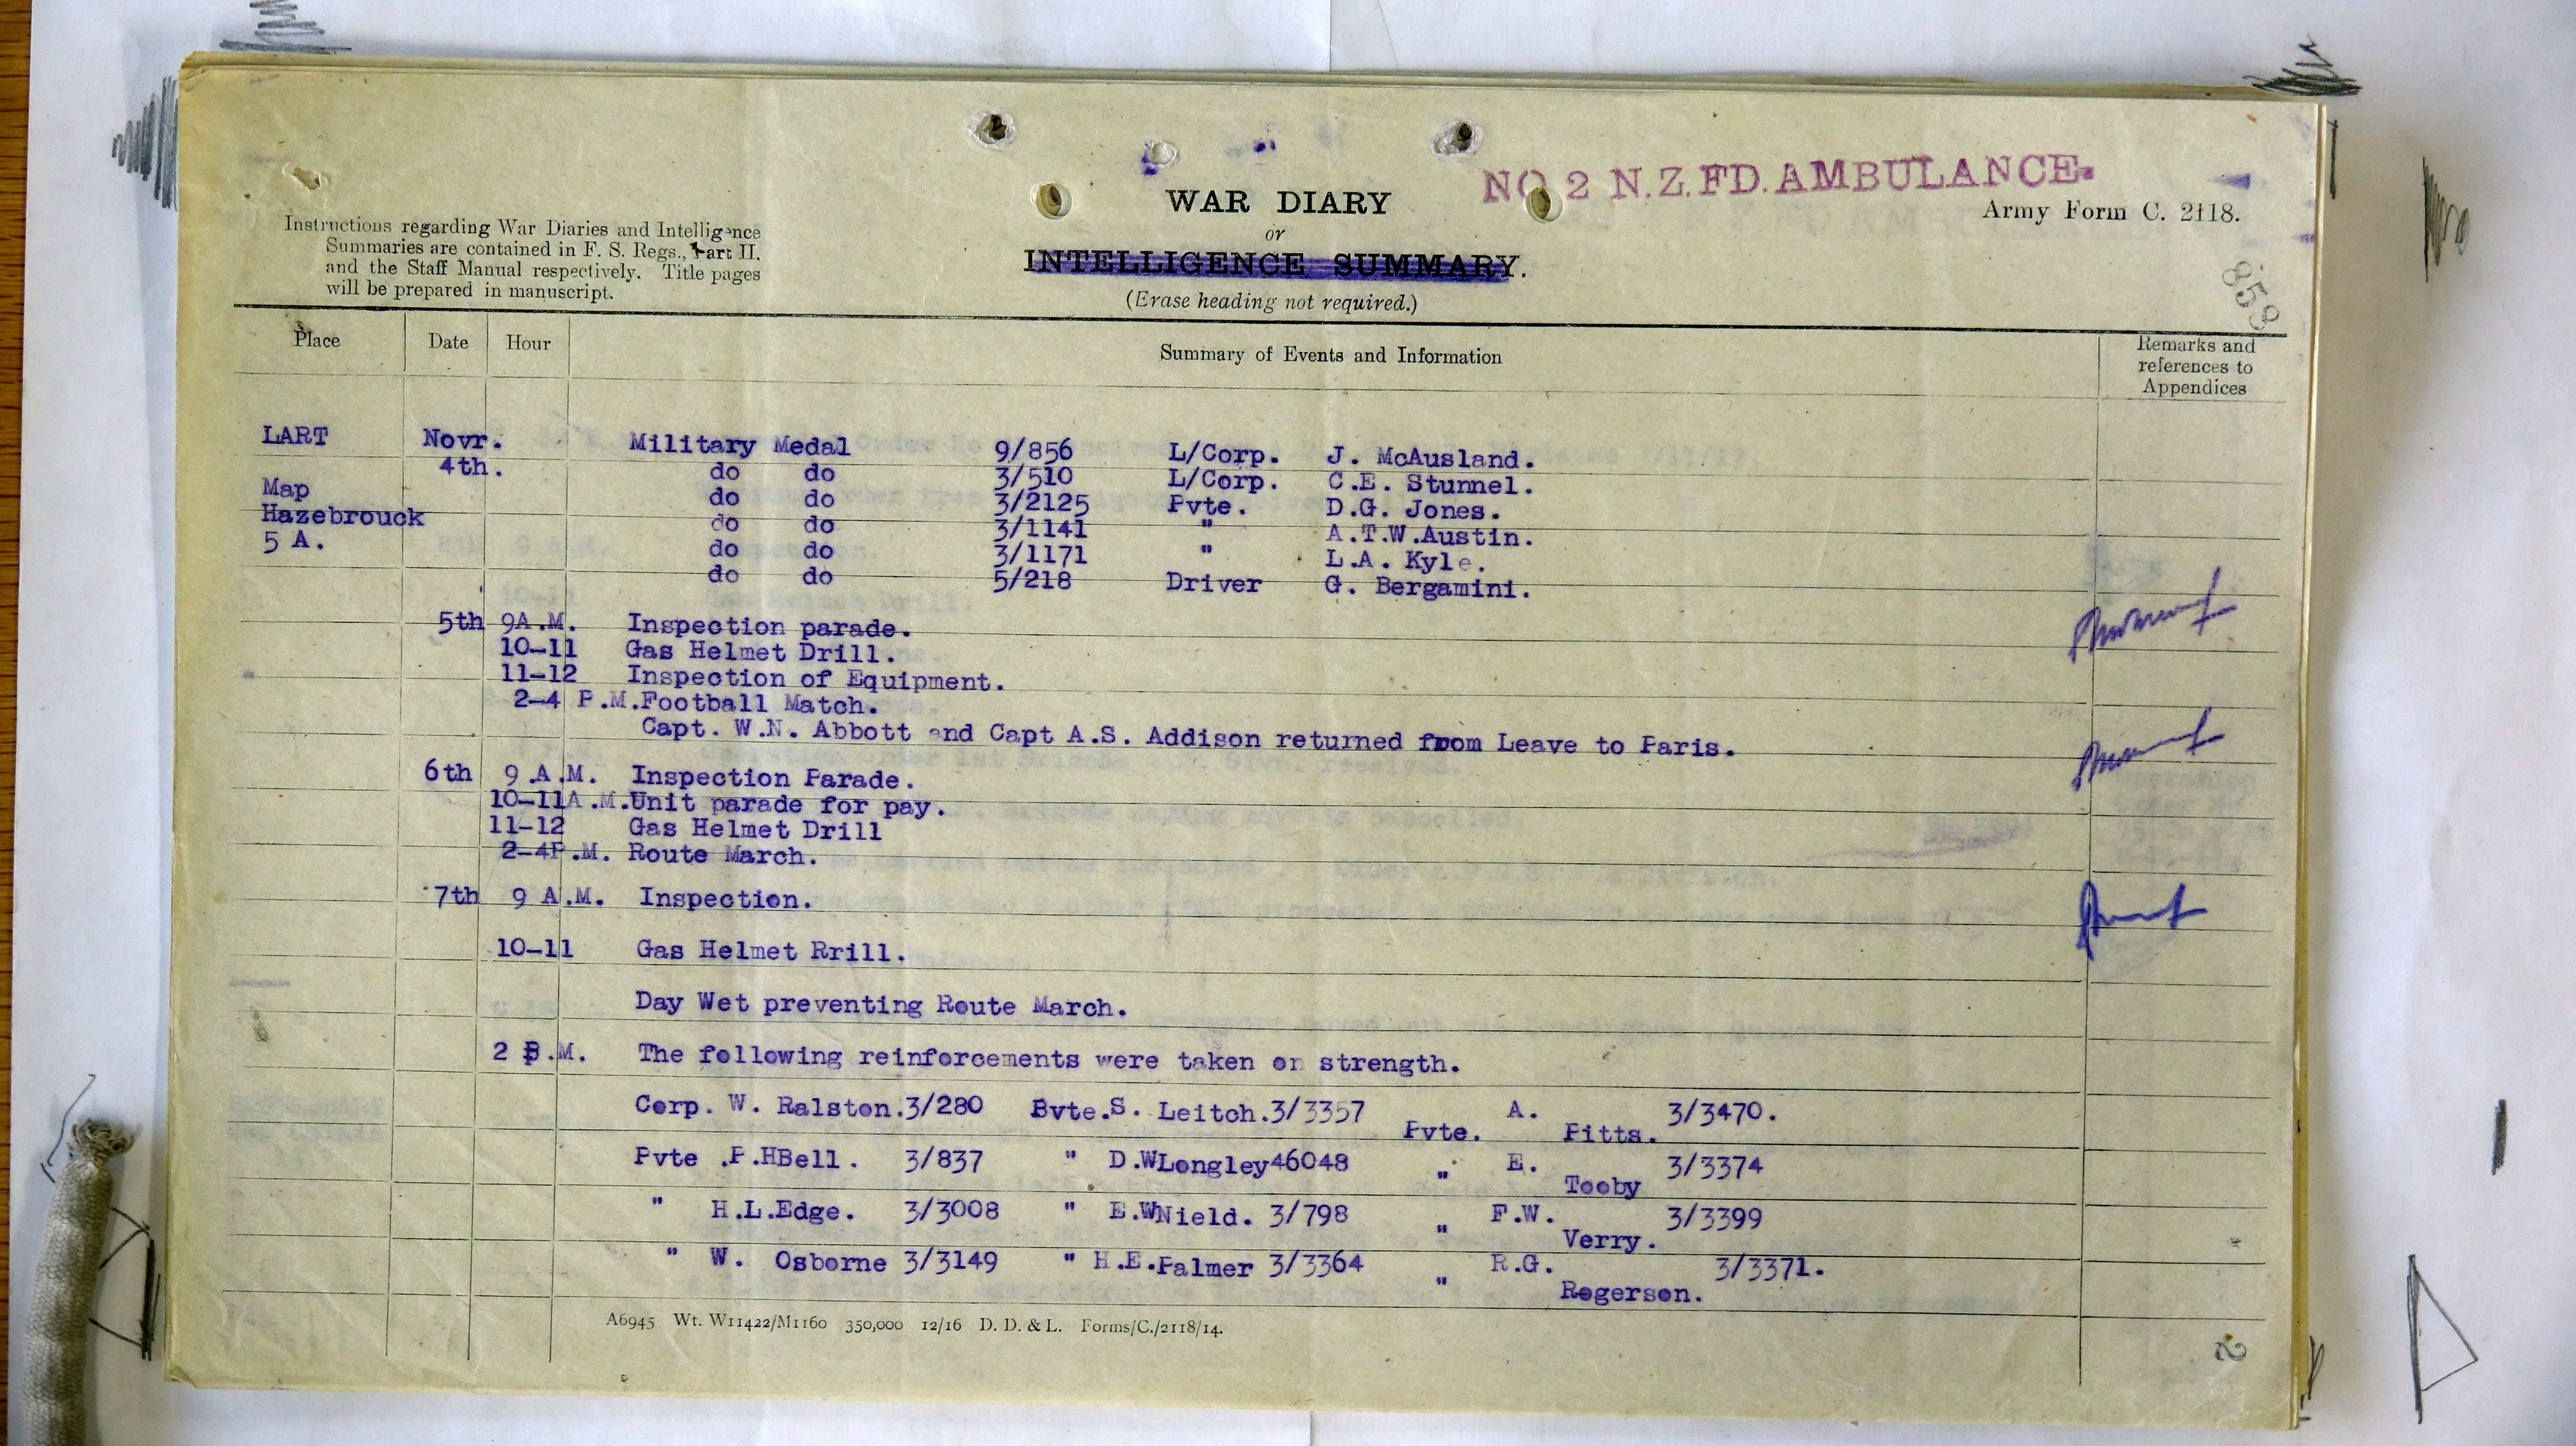 NO 2 N.Z.FD.AMBULANCE.
Army Form C. 2118.
WAR DIARY
or
INTELLIGENCE SUMMARY.
(Erase heading not required.)
Instructions regarding War Diaries and Intelligence
Summaries are contained in F. S. Regs., Part II.
and the Staff Manual respectively. Title pages
will be prepared in manuscript.
859
Place Date Hour Summary of Events and Information Remarks and
references to
Appendices
LART Novr. Military Medal 9/856 L/Corp. J. McAusland.
4th. do do 3/510 L/Corp. C.E. Stunnel.
Map do do 3/2125 Pvte. D.G. Jones.
Hazebrouck do do 3/1141 " A.T.W.Austin.
5 A. do do 3/1171 " L.A. Kyle.
do do 5/218 Driver G. Bergamini.
5th 9A.M. Inspection parade.
10-11 Gas Helmet Drill.
11-12 Inspection of Equipment.
2-4 P.M.Football Match.
Capt. W.N. Abbott and Capt A.S. Addison returned from Leave to Paris.
6th 9 A.M. Inspection Parade.
10-11A.M.Unit parade for pay.
11-12 Gas Helmet Drill
2-4P.M. Route March.
7th 9 A.M. Inspection.
10-11 Gas Helmet Rrill.
Day Wet preventing Route March.
2 P.M. The following reinforcements were taken on strength.
Corp. W. Ralston.3/280 Bvte.S. Leitch.3/3357 Pvte. A. Pitts. 3/3470.
Pvte .P.HBell. 3/837 " D.WLongley46048 " E. Tooby 3/3374
" H.L.Edge. 3/3008 " E.WNield. 3/798 " F.W. Verry. 3/3399
" W. Osborne 3/3149 " H.E.Palmer 3/3364 " R.G. Rogerson. 3/3371.
A6945 Wt. W11422/M1160 350,000 12/16 D. D. & L. Forms/C./2118/14.
2